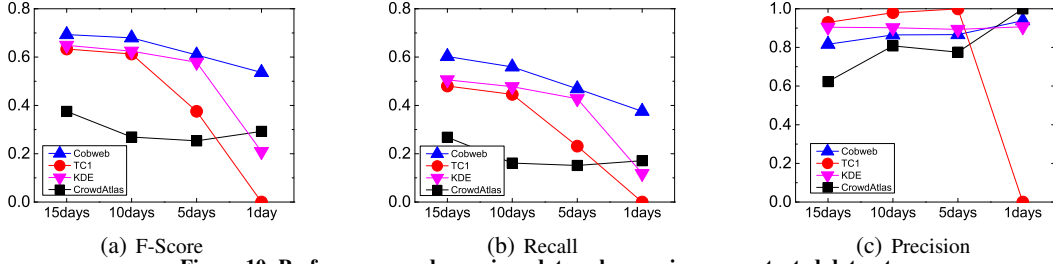 0.8
0.6
0.4
0.2
0.0
Cobweb
TC1
KDE
CrowdAtlas
15days 10days 5days 1day
(a) F-Score
0.8
0.6
0.4
0.2
0.0
Cobweb
TC1
KDE
CrowdAtlas
15days 10days 5days 1days
(b) Recall
1.0
0.8
0.6
0.4
0.2
0.0
Cobweb
TC1
KDE
CrowdAtlas
15days 10days 5days 1days
(c) Precision